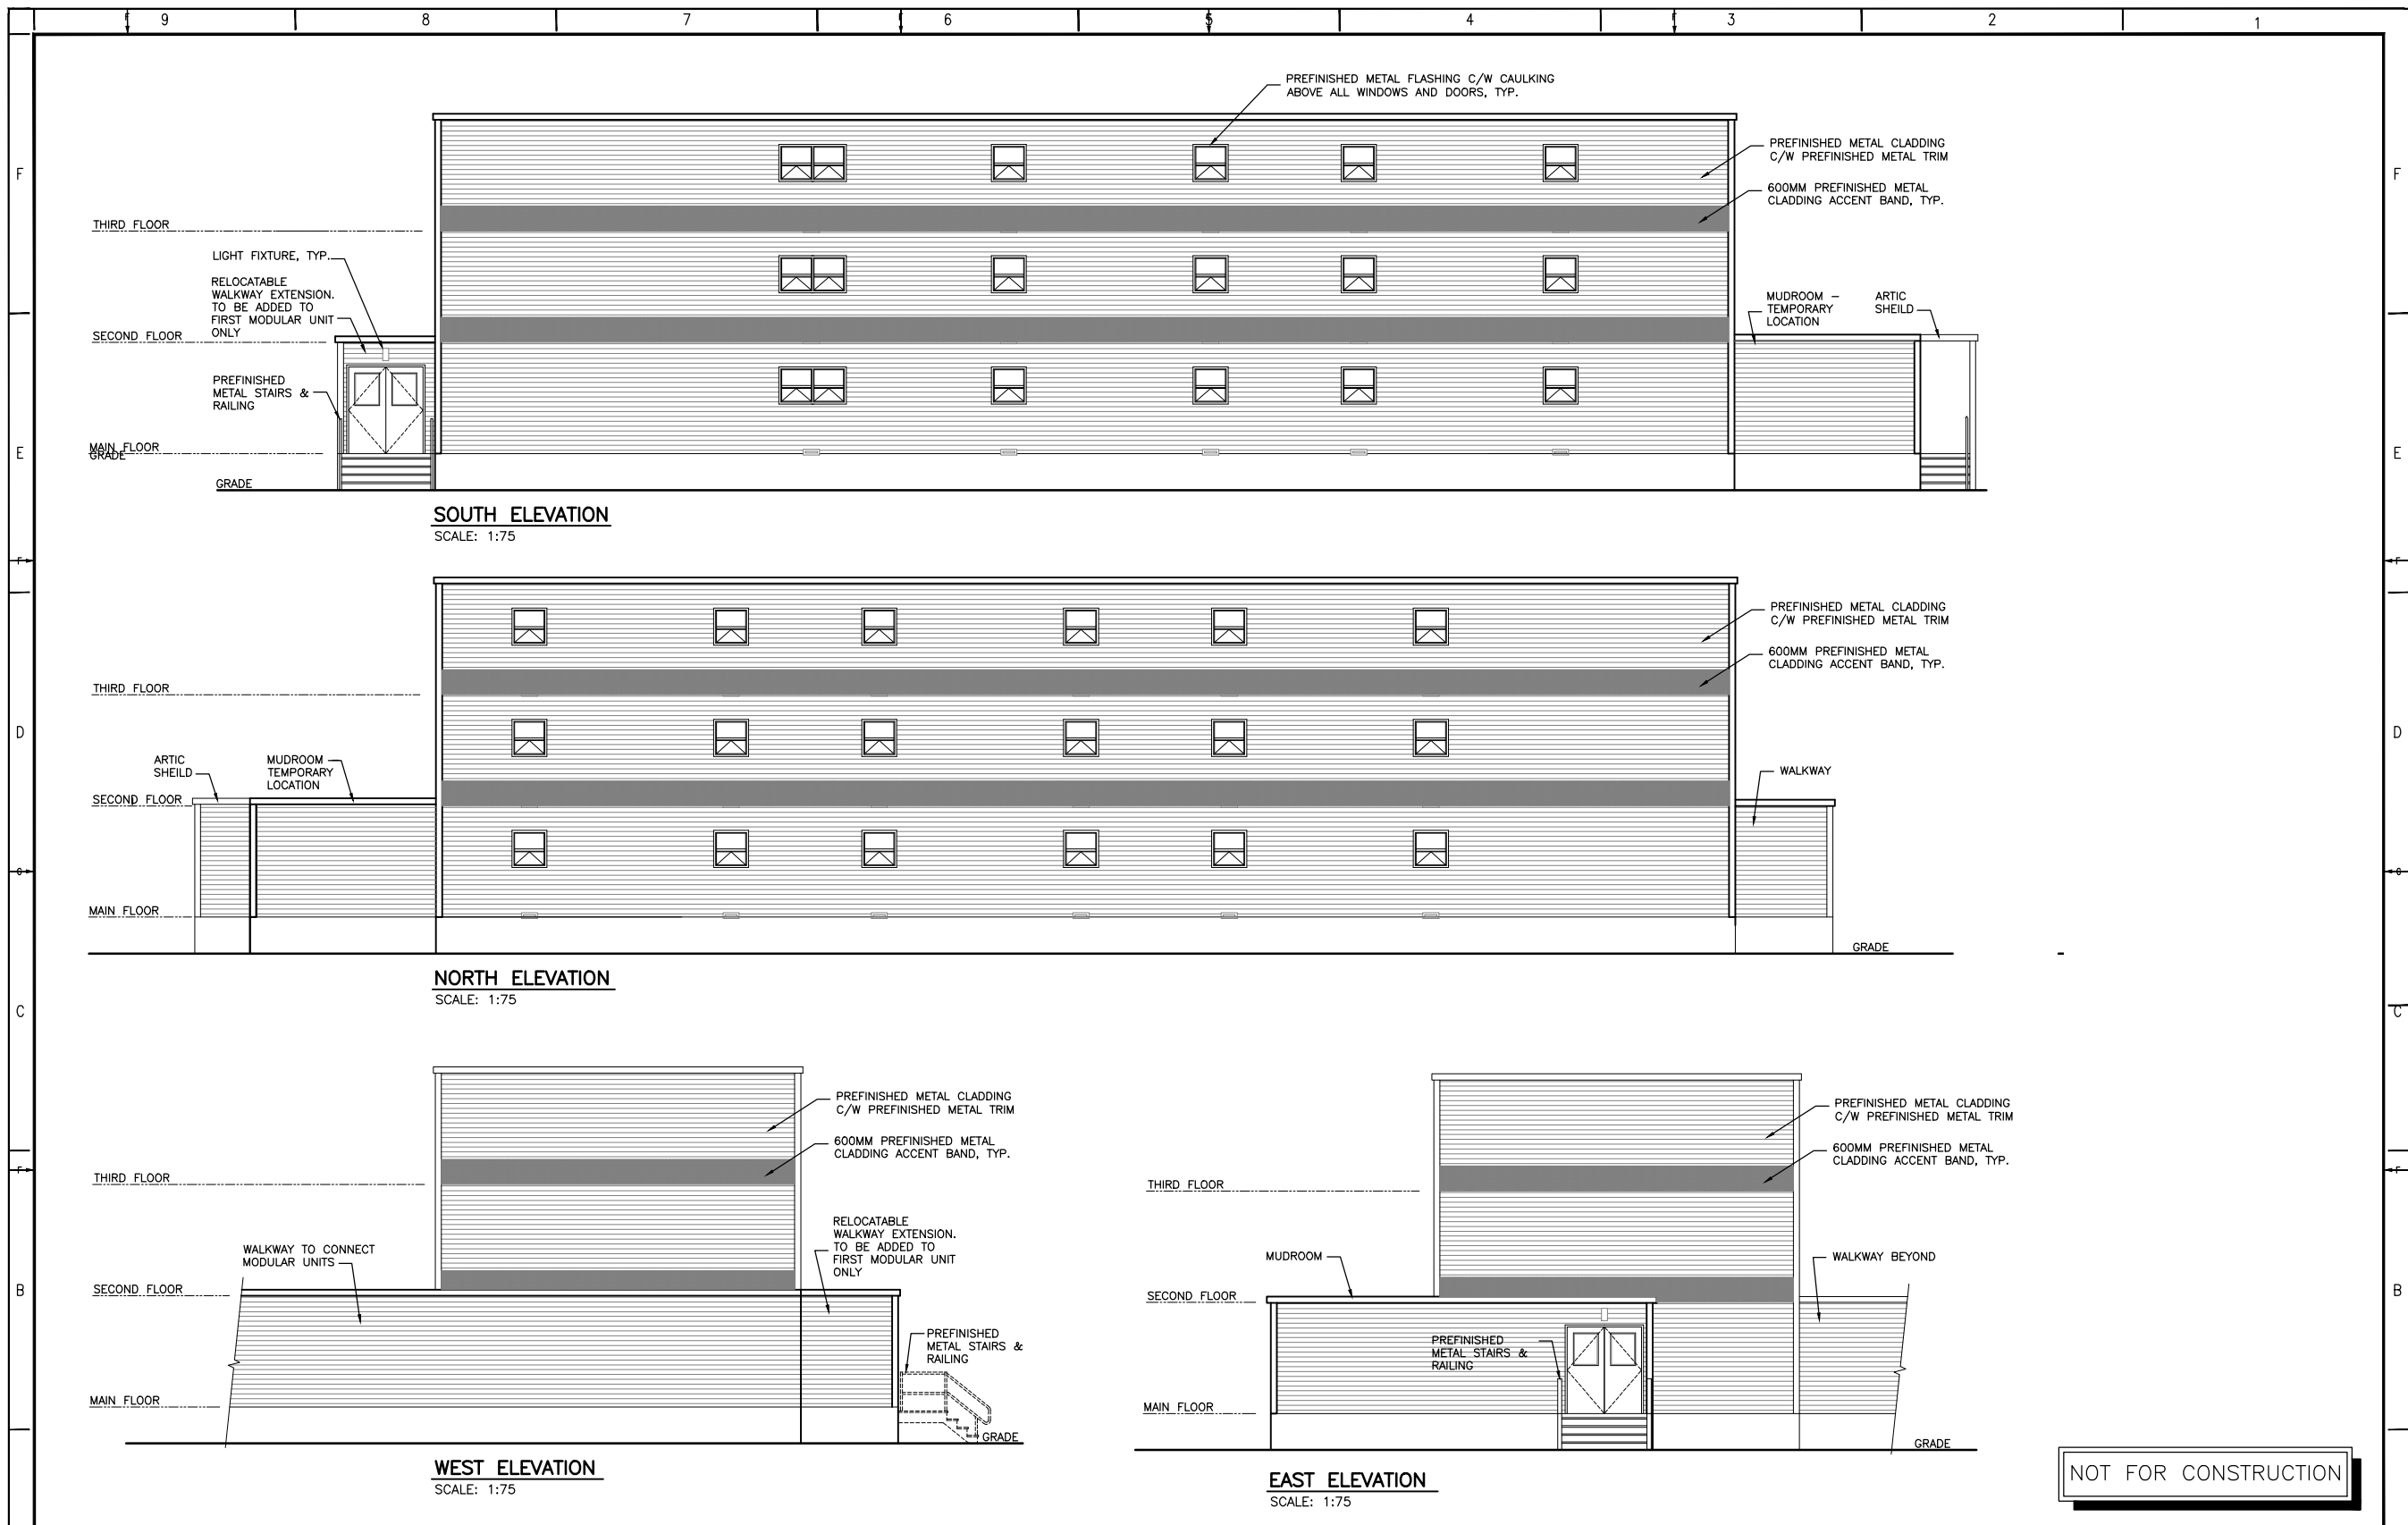 9 8 7 6 5 4 3 2 1
F
F
E
E
D
D
C
C
B
B
PREFINISHED METAL FLASHING C/W CAULKING
ABOVE ALL WINDOWS AND DOORS, TYP.
PREFINISHED METAL CLADDING
C/W PREFINISHED METAL TRIM
600MM PREFINISHED METAL
CLADDING ACCENT BAND, TYP.
THIRD FLOOR
LIGHT FIXTURE, TYP.
RELOCATABLE
WALKWAY EXTENSION.
TO BE ADDED TO
FIRST MODULAR UNIT
ONLY
SECOND FLOOR
MUDROOM –
TEMPORARY
LOCATION
ARTIC
SHEILD
PREFINISHED
METAL STAIRS &
RAILING
MAIN FLOOR
GRADE
GRADE
SOUTH ELEVATION
SCALE: 1:75
PREFINISHED METAL CLADDING
C/W PREFINISHED METAL TRIM
600MM PREFINISHED METAL
CLADDING ACCENT BAND, TYP.
THIRD FLOOR
ARTIC
SHEILD
MUDROOM –
TEMPORARY
LOCATION
WALKWAY
SECOND FLOOR
MAIN FLOOR
GRADE
NORTH ELEVATION
SCALE: 1:75
PREFINISHED METAL CLADDING
C/W PREFINISHED METAL TRIM
600MM PREFINISHED METAL
CLADDING ACCENT BAND, TYP.
THIRD FLOOR
RELOCATABLE
WALKWAY EXTENSION.
TO BE ADDED TO
FIRST MODULAR UNIT
ONLY
WALKWAY TO CONNECT
MODULAR UNITS
SECOND FLOOR
PREFINISHED
METAL STAIRS &
RAILING
MAIN FLOOR
GRADE
WEST ELEVATION
SCALE: 1:75
PREFINISHED METAL CLADDING
C/W PREFINISHED METAL TRIM
600MM PREFINISHED METAL
CLADDING ACCENT BAND, TYP.
THIRD FLOOR
MUDROOM
WALKWAY BEYOND
SECOND FLOOR
PREFINISHED
METAL STAIRS &
RAILING
MAIN FLOOR
GRADE
EAST ELEVATION
SCALE: 1:75
NOT FOR CONSTRUCTION